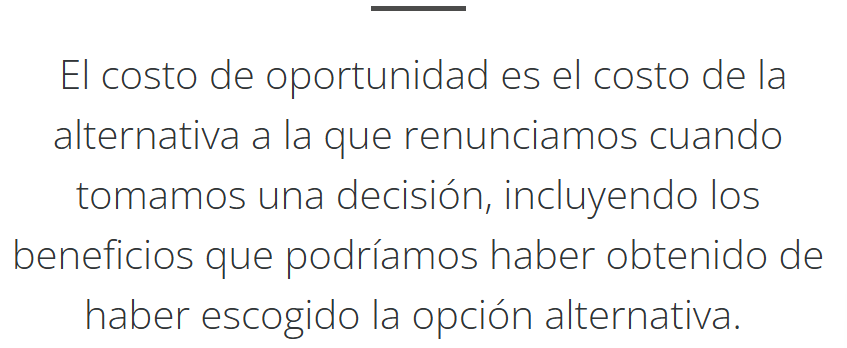 El costo de oportunidad es el costo de la
alternativa a la que renunciamos cuando
tomamos una decisión, incluyendo los
beneficios que podríamos haber obtenido de
haber escogido la opción alternativa.